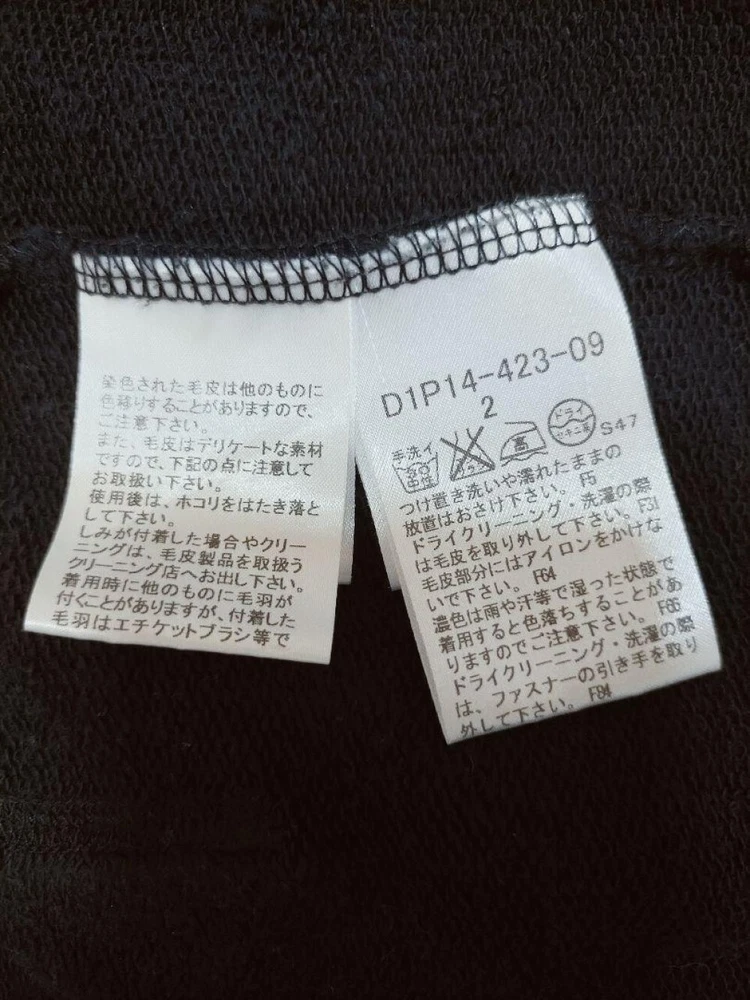 染色された毛皮は他のものに
色移りすることがありますので、
ご注意下さい。
また、毛皮はデリケートな素材
ですので、下記の点に注意して
お取扱い下さい。
使用後は、ホコリをはたき落と
して下さい。
しみが付着した場合やクリー
ニングは、毛皮製品を取扱う
クリーニング店へお出し下さい。
着用時に他のものに毛羽が
付くことがありますが、付着した
毛羽はエチケットブラシ等で
D1P14-423-09
2
手洗イ 中性 高 ドライ セキユ系 S47
つけ置き洗いや濡れたままの
放置はおさけ下さい。 F5
ドライクリーニング・洗濯の際
は毛皮を取り外して下さい。 F31
毛皮部分にはアイロンをかけな
いで下さい。 F64
濃色は雨や汗等で湿った状態で
着用すると色落ちすることがあ
りますのでご注意下さい。 F66
ドライクリーニング・洗濯の際
は、ファスナーの引き手を取り
外して下さい。 F84